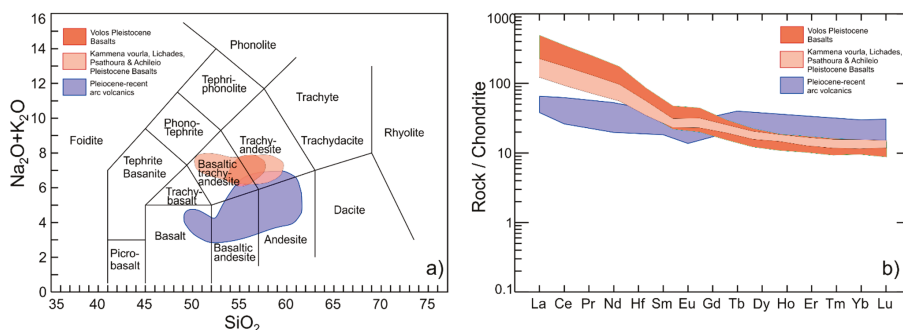 Volos Pleistocene
Basalts
Kammena vourla, Lichades,
Psathoura & Achileio
Pleistocene Basalts
Pleiocene-recent
arc volcanics
Phonolite
Tephri-
phonolite
Phono-
Tephrite
Foidite
Tephrite
Basanite
Trachyte
Trachydacite
Rhyolite
Trachy-
andesite
Basaltic
trachy-
andesite
Trachy-
basalt
Basalt
Basaltic
andesite
Andesite
Dacite
Picro-
basalt
a)
Na2O+K2O
16
14
12
10
8
6
4
2
0
35 40 45 50 55 60 65 70 75
SiO2
Volos Pleistocene
Basalts
Kammena vourla, Lichades,
Psathoura & Achileio
Pleistocene Basalts
Pleiocene-recent
arc volcanics
b)
Rock / Chondrite
1000
100
10
1
0.1
La Ce Pr Nd Hf Sm Eu Gd Tb Dy Ho Er Tm Yb Lu